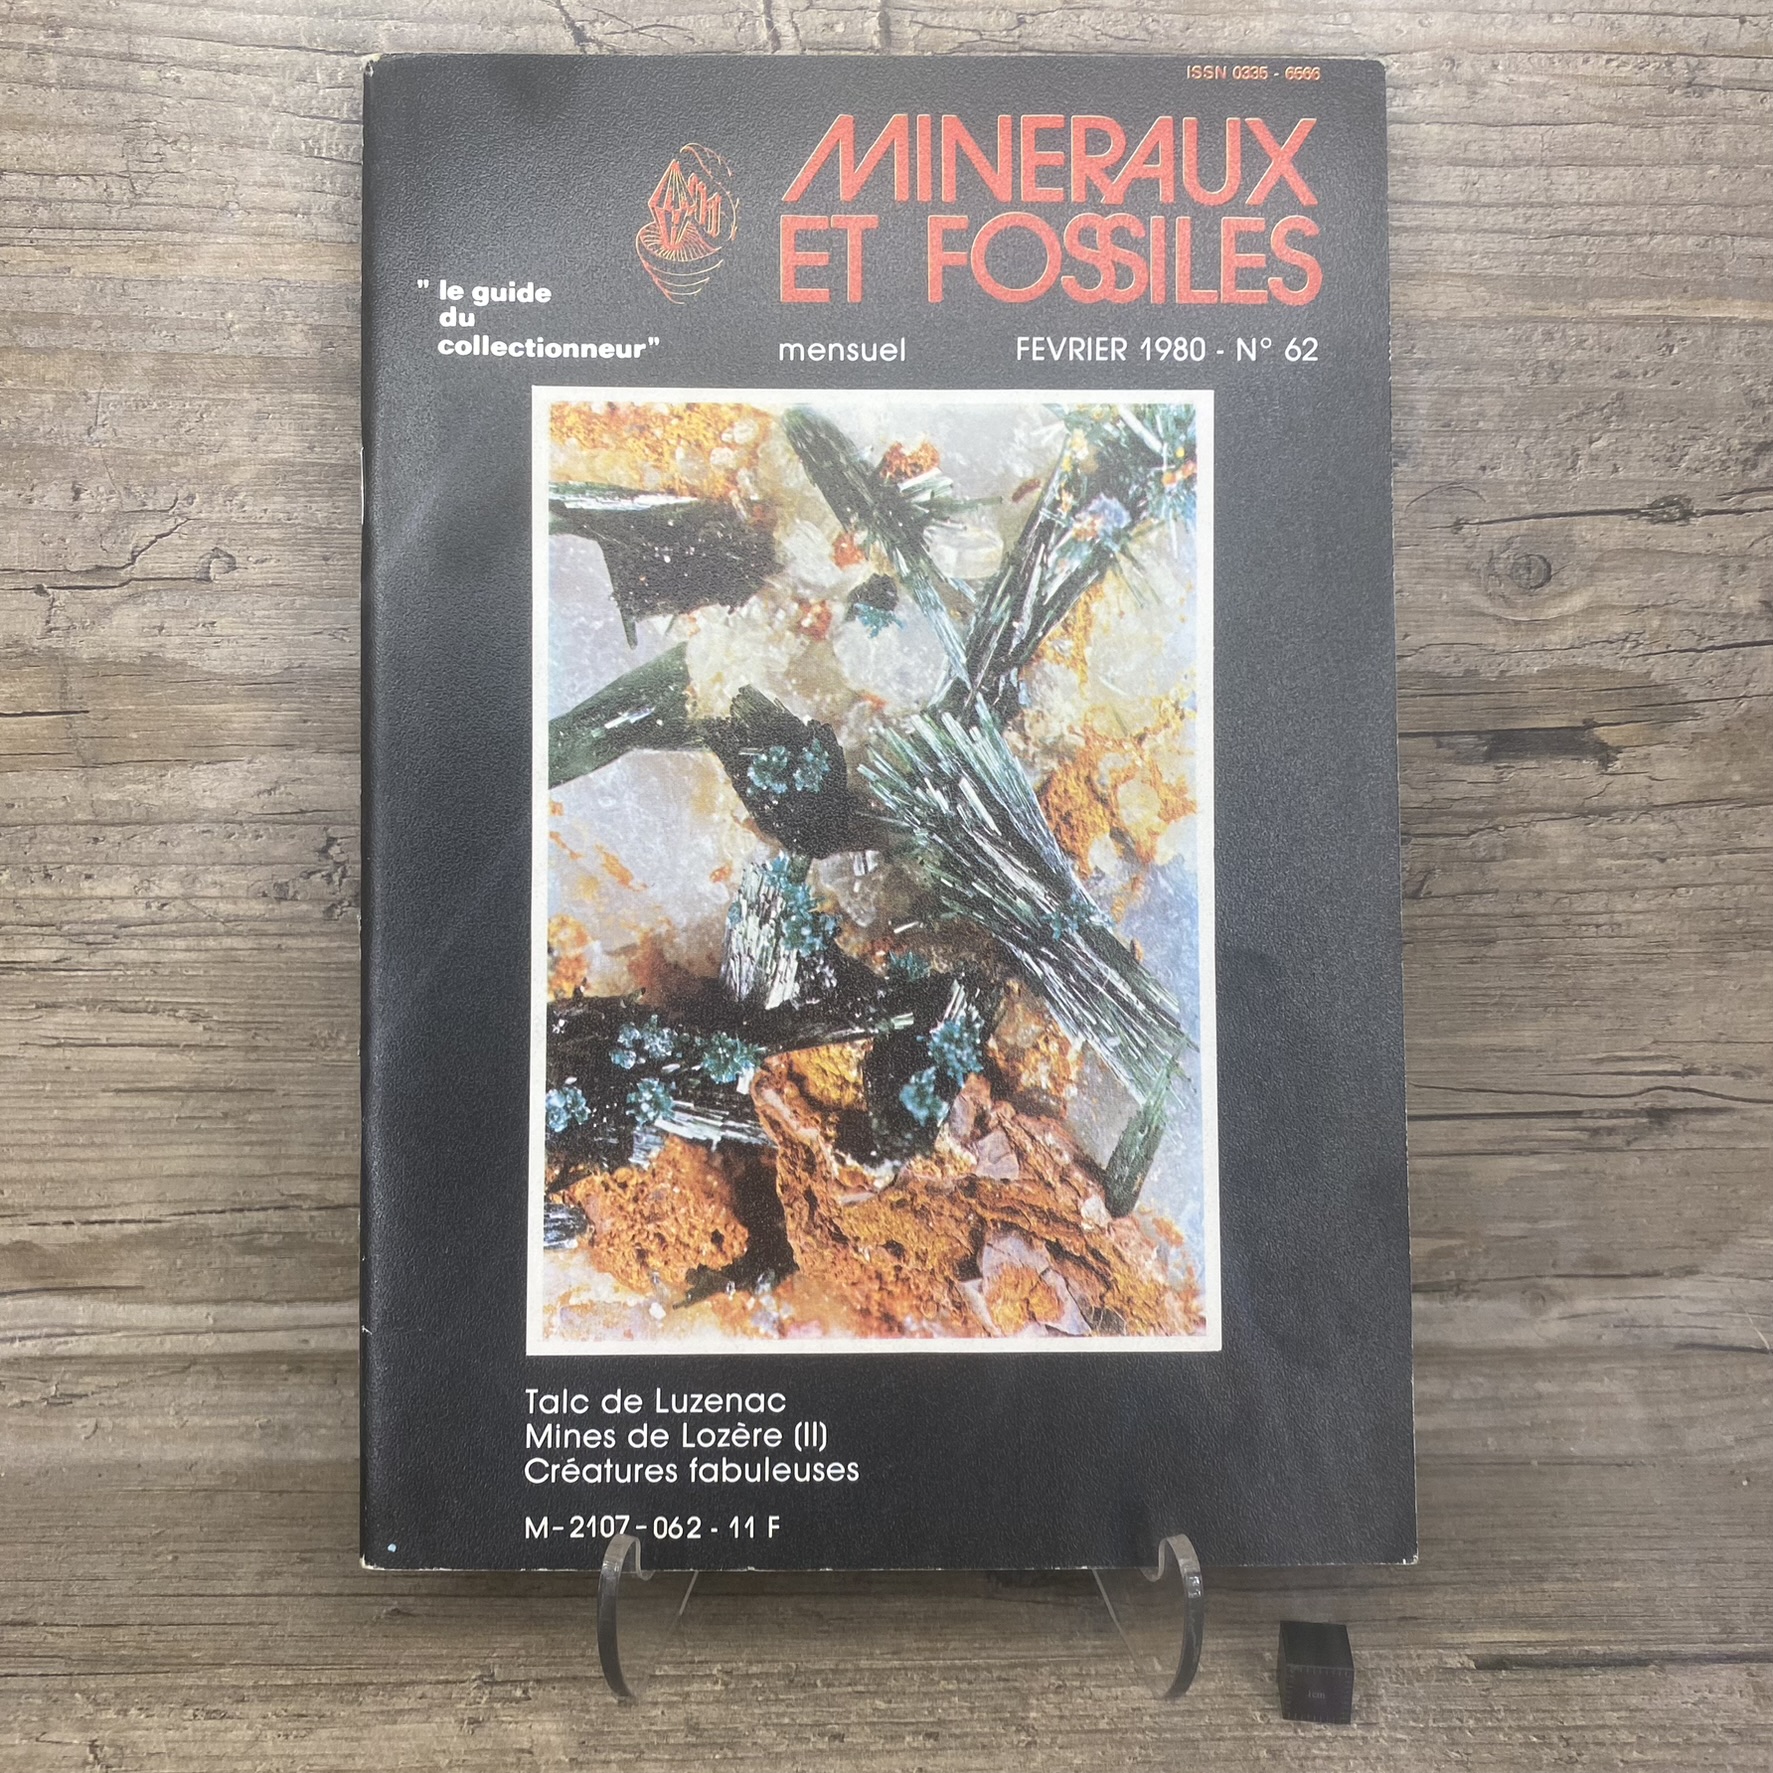 ISSN 0335 - 6566
MINERAUX
ET FOSSILES
" le guide
du
collectionneur"
mensuel FEVRIER 1980 - N° 62
Talc de Luzenac
Mines de Lozère (II)
Créatures fabuleuses
M-2107-062 - 11 F
1cm